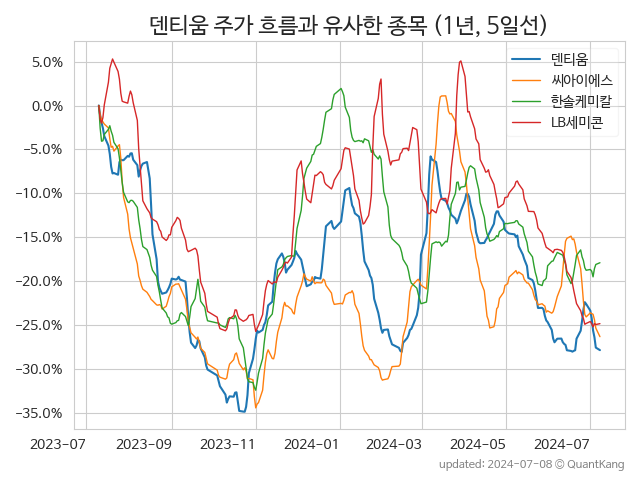 덴티움 주가 흐름과 유사한 종목 (1년, 5일선)
덴티움
씨아이에스
한솔케미칼
LB세미콘
5.0%
0.0%
−5.0%
−10.0%
−15.0%
−20.0%
−25.0%
−30.0%
−35.0%
2023-07 2023-09 2023-11 2024-01 2024-03 2024-05 2024-07
updated: 2024-07-08 © QuantKang